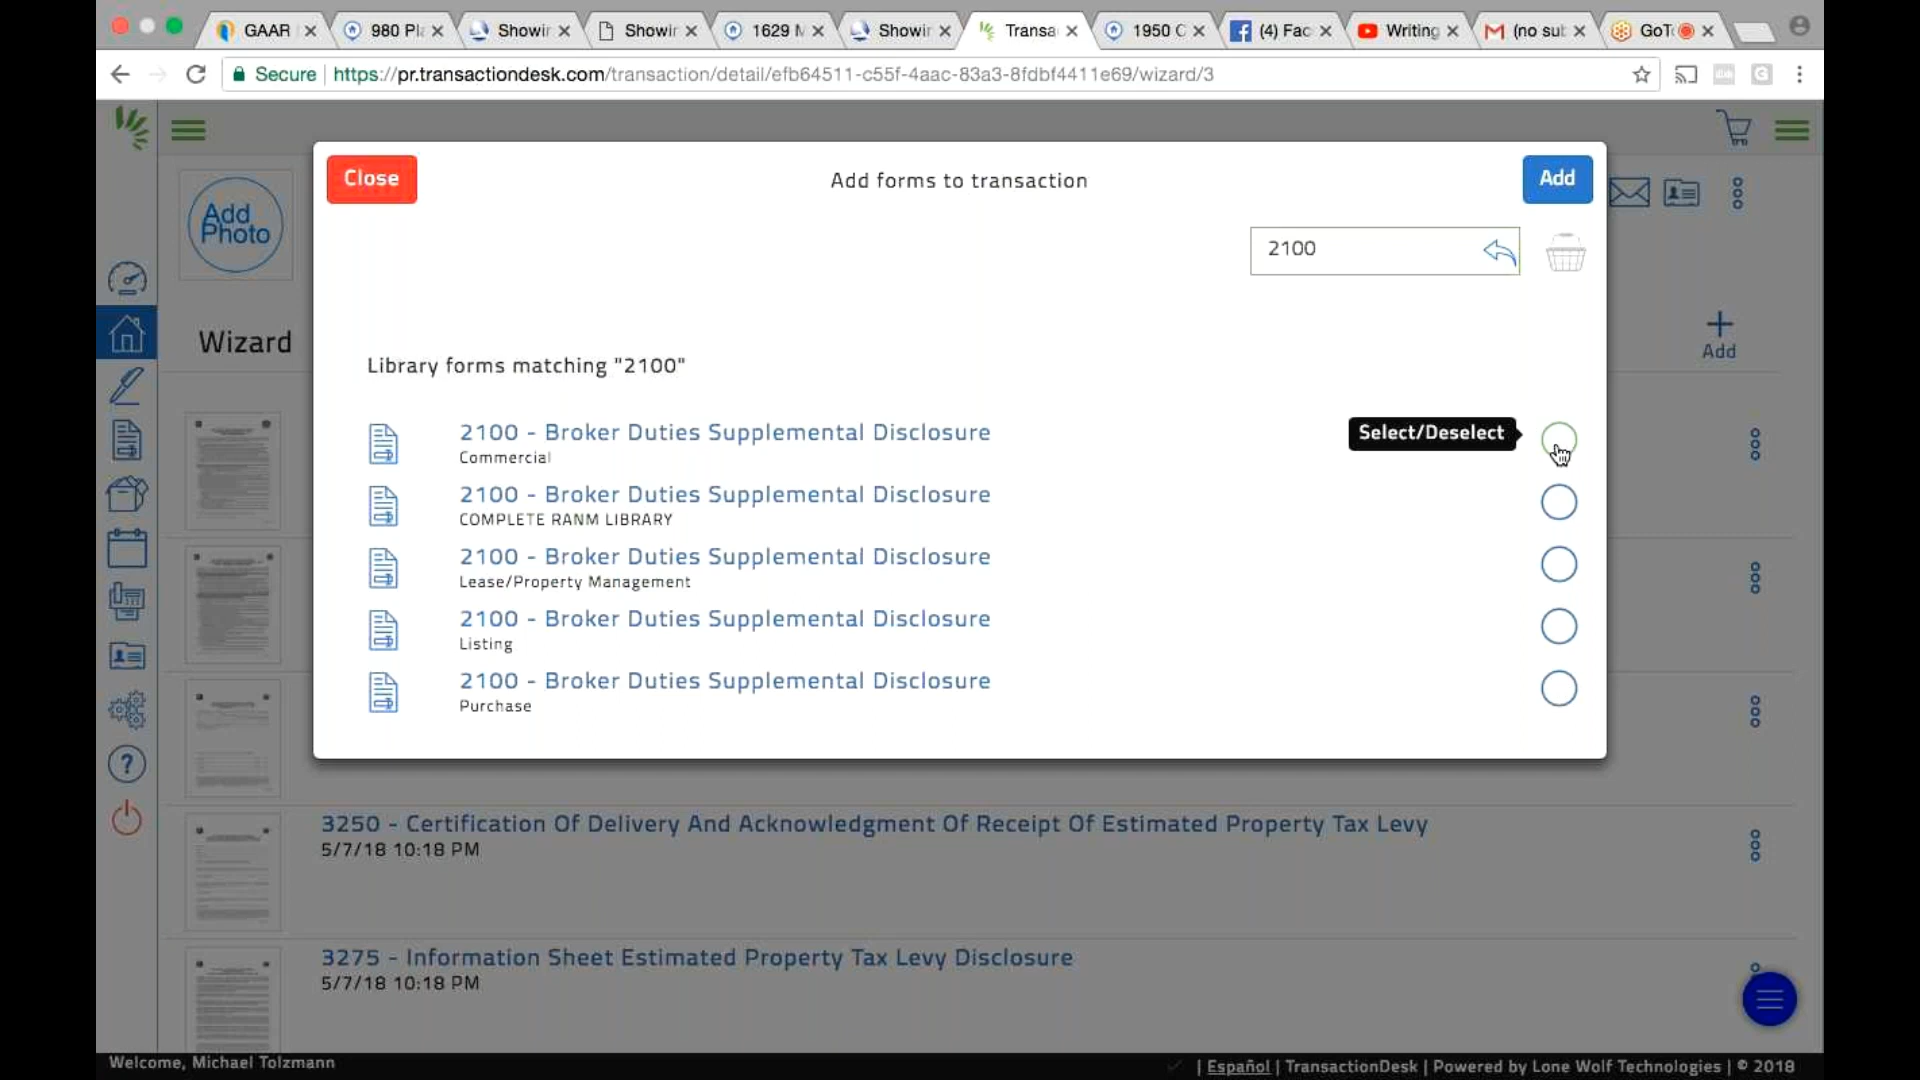 GAAR
980 Pla
Showin
Showin
1629 M
Showin
Transa
1950 C
(4) Fac
Writing
(no sub
GoTo
Secure
https://pr.transactiondesk.com/transaction/detail/efb64511-c55f-4aac-83a3-8fdbf4411e69/wizard/3
Close
Add forms to transaction
Add
Add
Photo
2100
Wizard
Add
Library forms matching "2100"
2100 - Broker Duties Supplemental Disclosure
Commercial
Select/Deselect
2100 - Broker Duties Supplemental Disclosure
COMPLETE RANM LIBRARY
2100 - Broker Duties Supplemental Disclosure
Lease/Property Management
2100 - Broker Duties Supplemental Disclosure
Listing
2100 - Broker Duties Supplemental Disclosure
Purchase
3250 - Certification Of Delivery And Acknowledgment Of Receipt Of Estimated Property Tax Levy
5/7/18 10:18 PM
3275 - Information Sheet Estimated Property Tax Levy Disclosure
5/7/18 10:18 PM
Welcome, Michael Tolzmann
| Español | TransactionDesk | Powered by Lone Wolf Technologies | © 2018